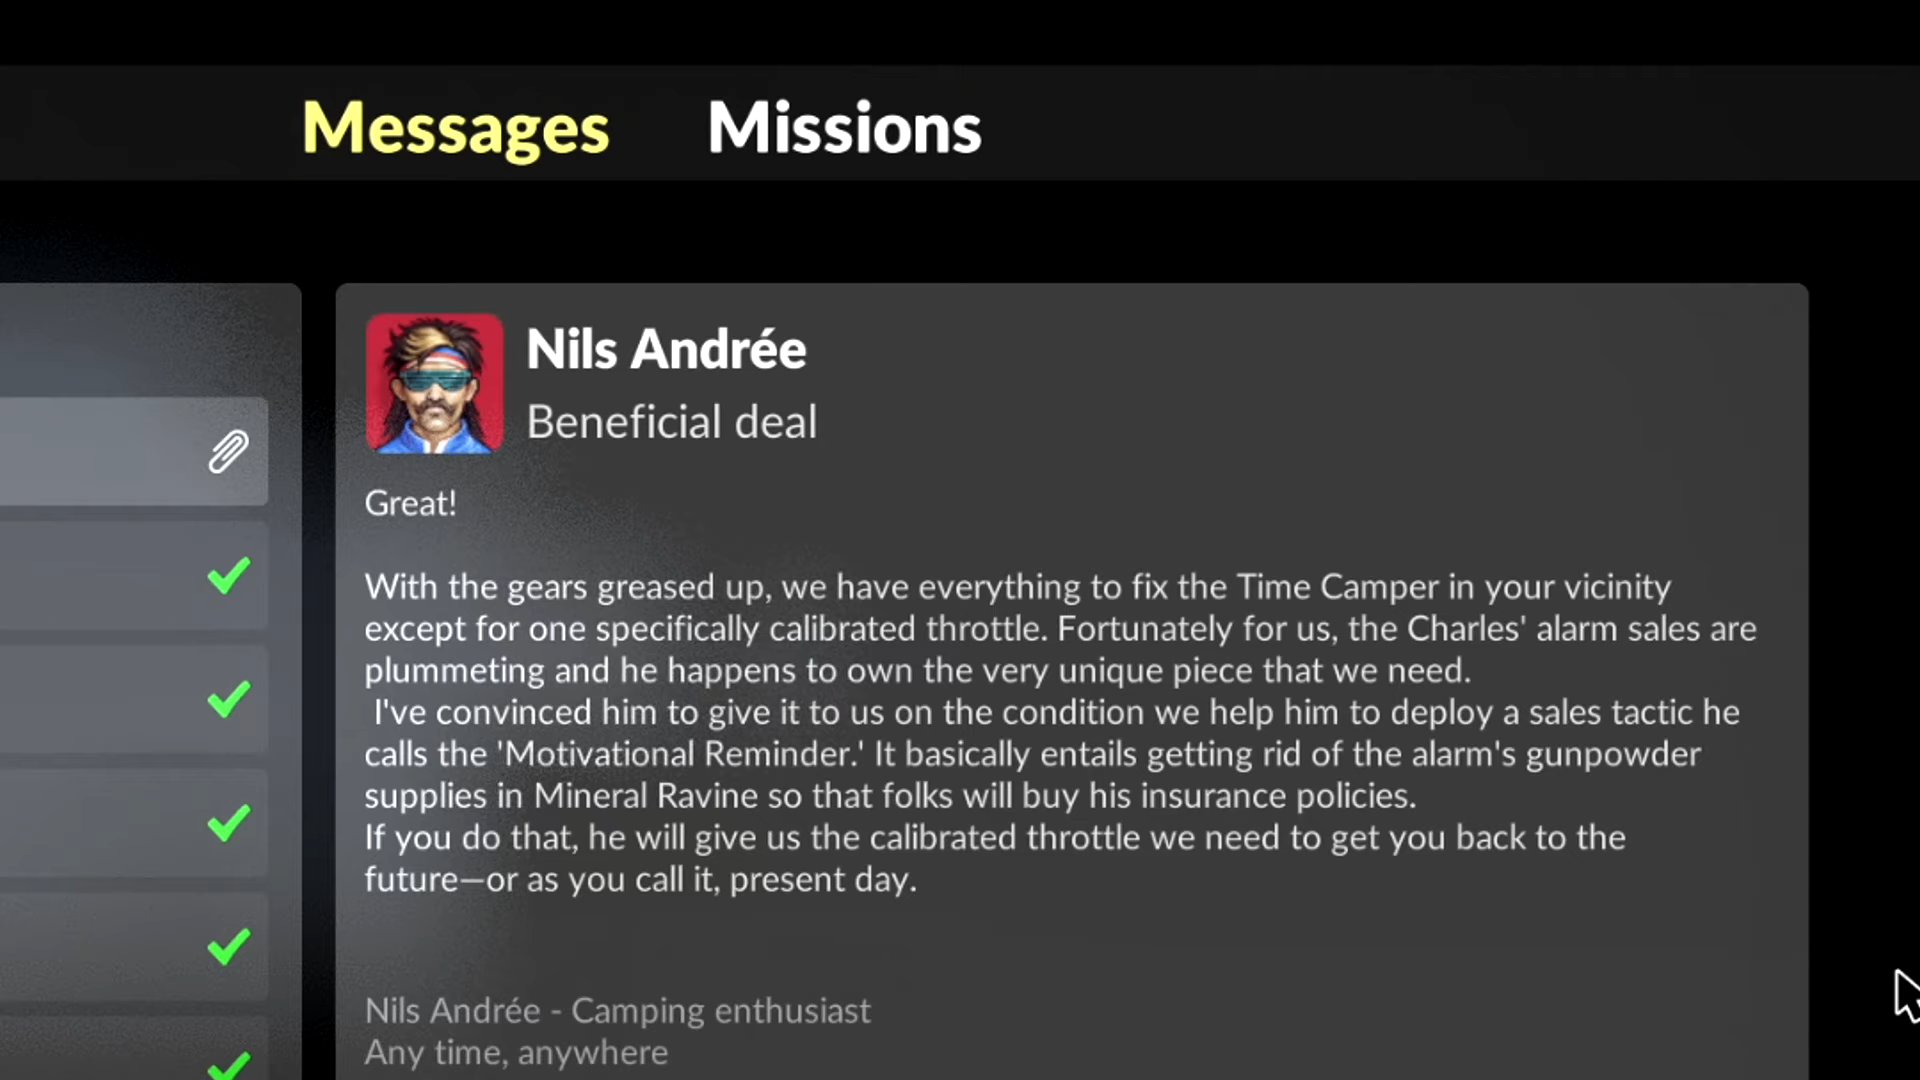 Messages Missions
Nils Andrée
Beneficial deal
Great!
With the gears greased up, we have everything to fix the Time Camper in your vicinity
except for one specifically calibrated throttle. Fortunately for us, the Charles' alarm sales are
plummeting and he happens to own the very unique piece that we need.
I've convinced him to give it to us on the condition we help him to deploy a sales tactic he
calls the 'Motivational Reminder.' It basically entails getting rid of the alarm's gunpowder
supplies in Mineral Ravine so that folks will buy his insurance policies.
If you do that, he will give us the calibrated throttle we need to get you back to the
future—or as you call it, present day.
Nils Andrée - Camping enthusiast
Any time, anywhere